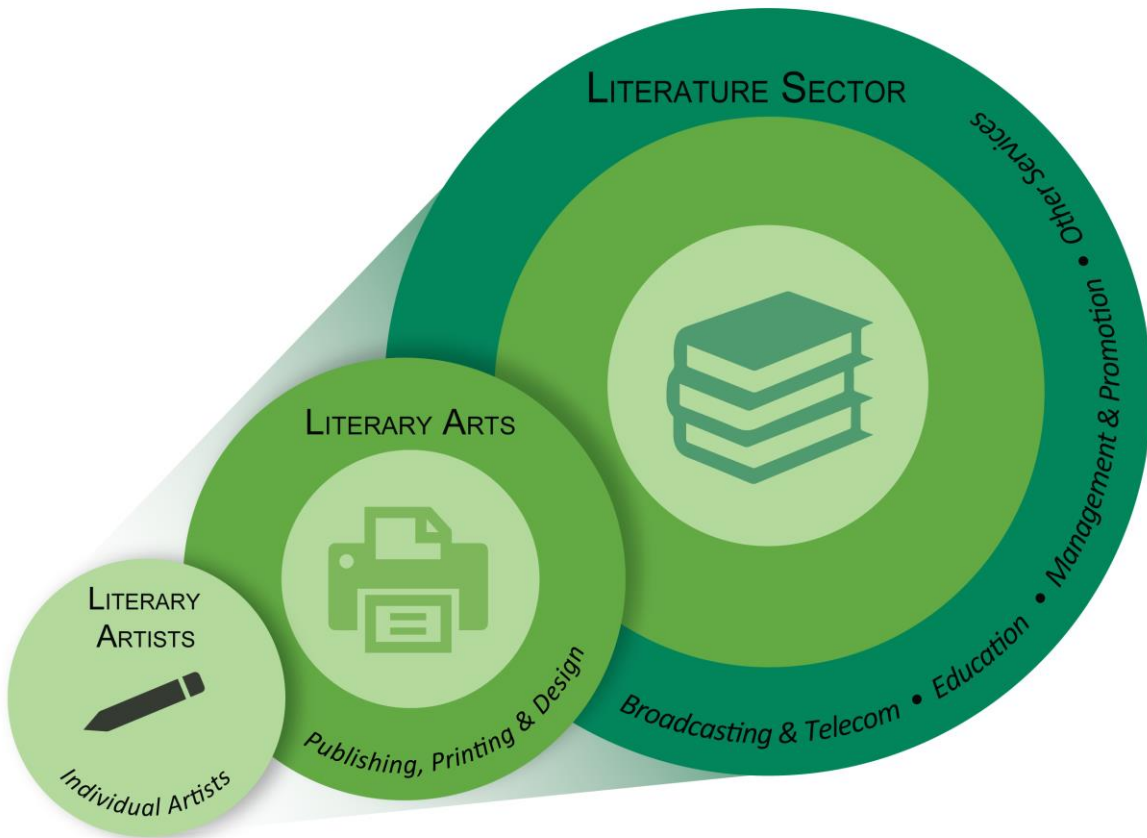 LITERATURE SECTOR
Broadcasting & Telecom • Education • Management & Promotion • Other Services
LITERARY ARTS
Publishing, Printing & Design
LITERARY
ARTISTS
Individual Artists